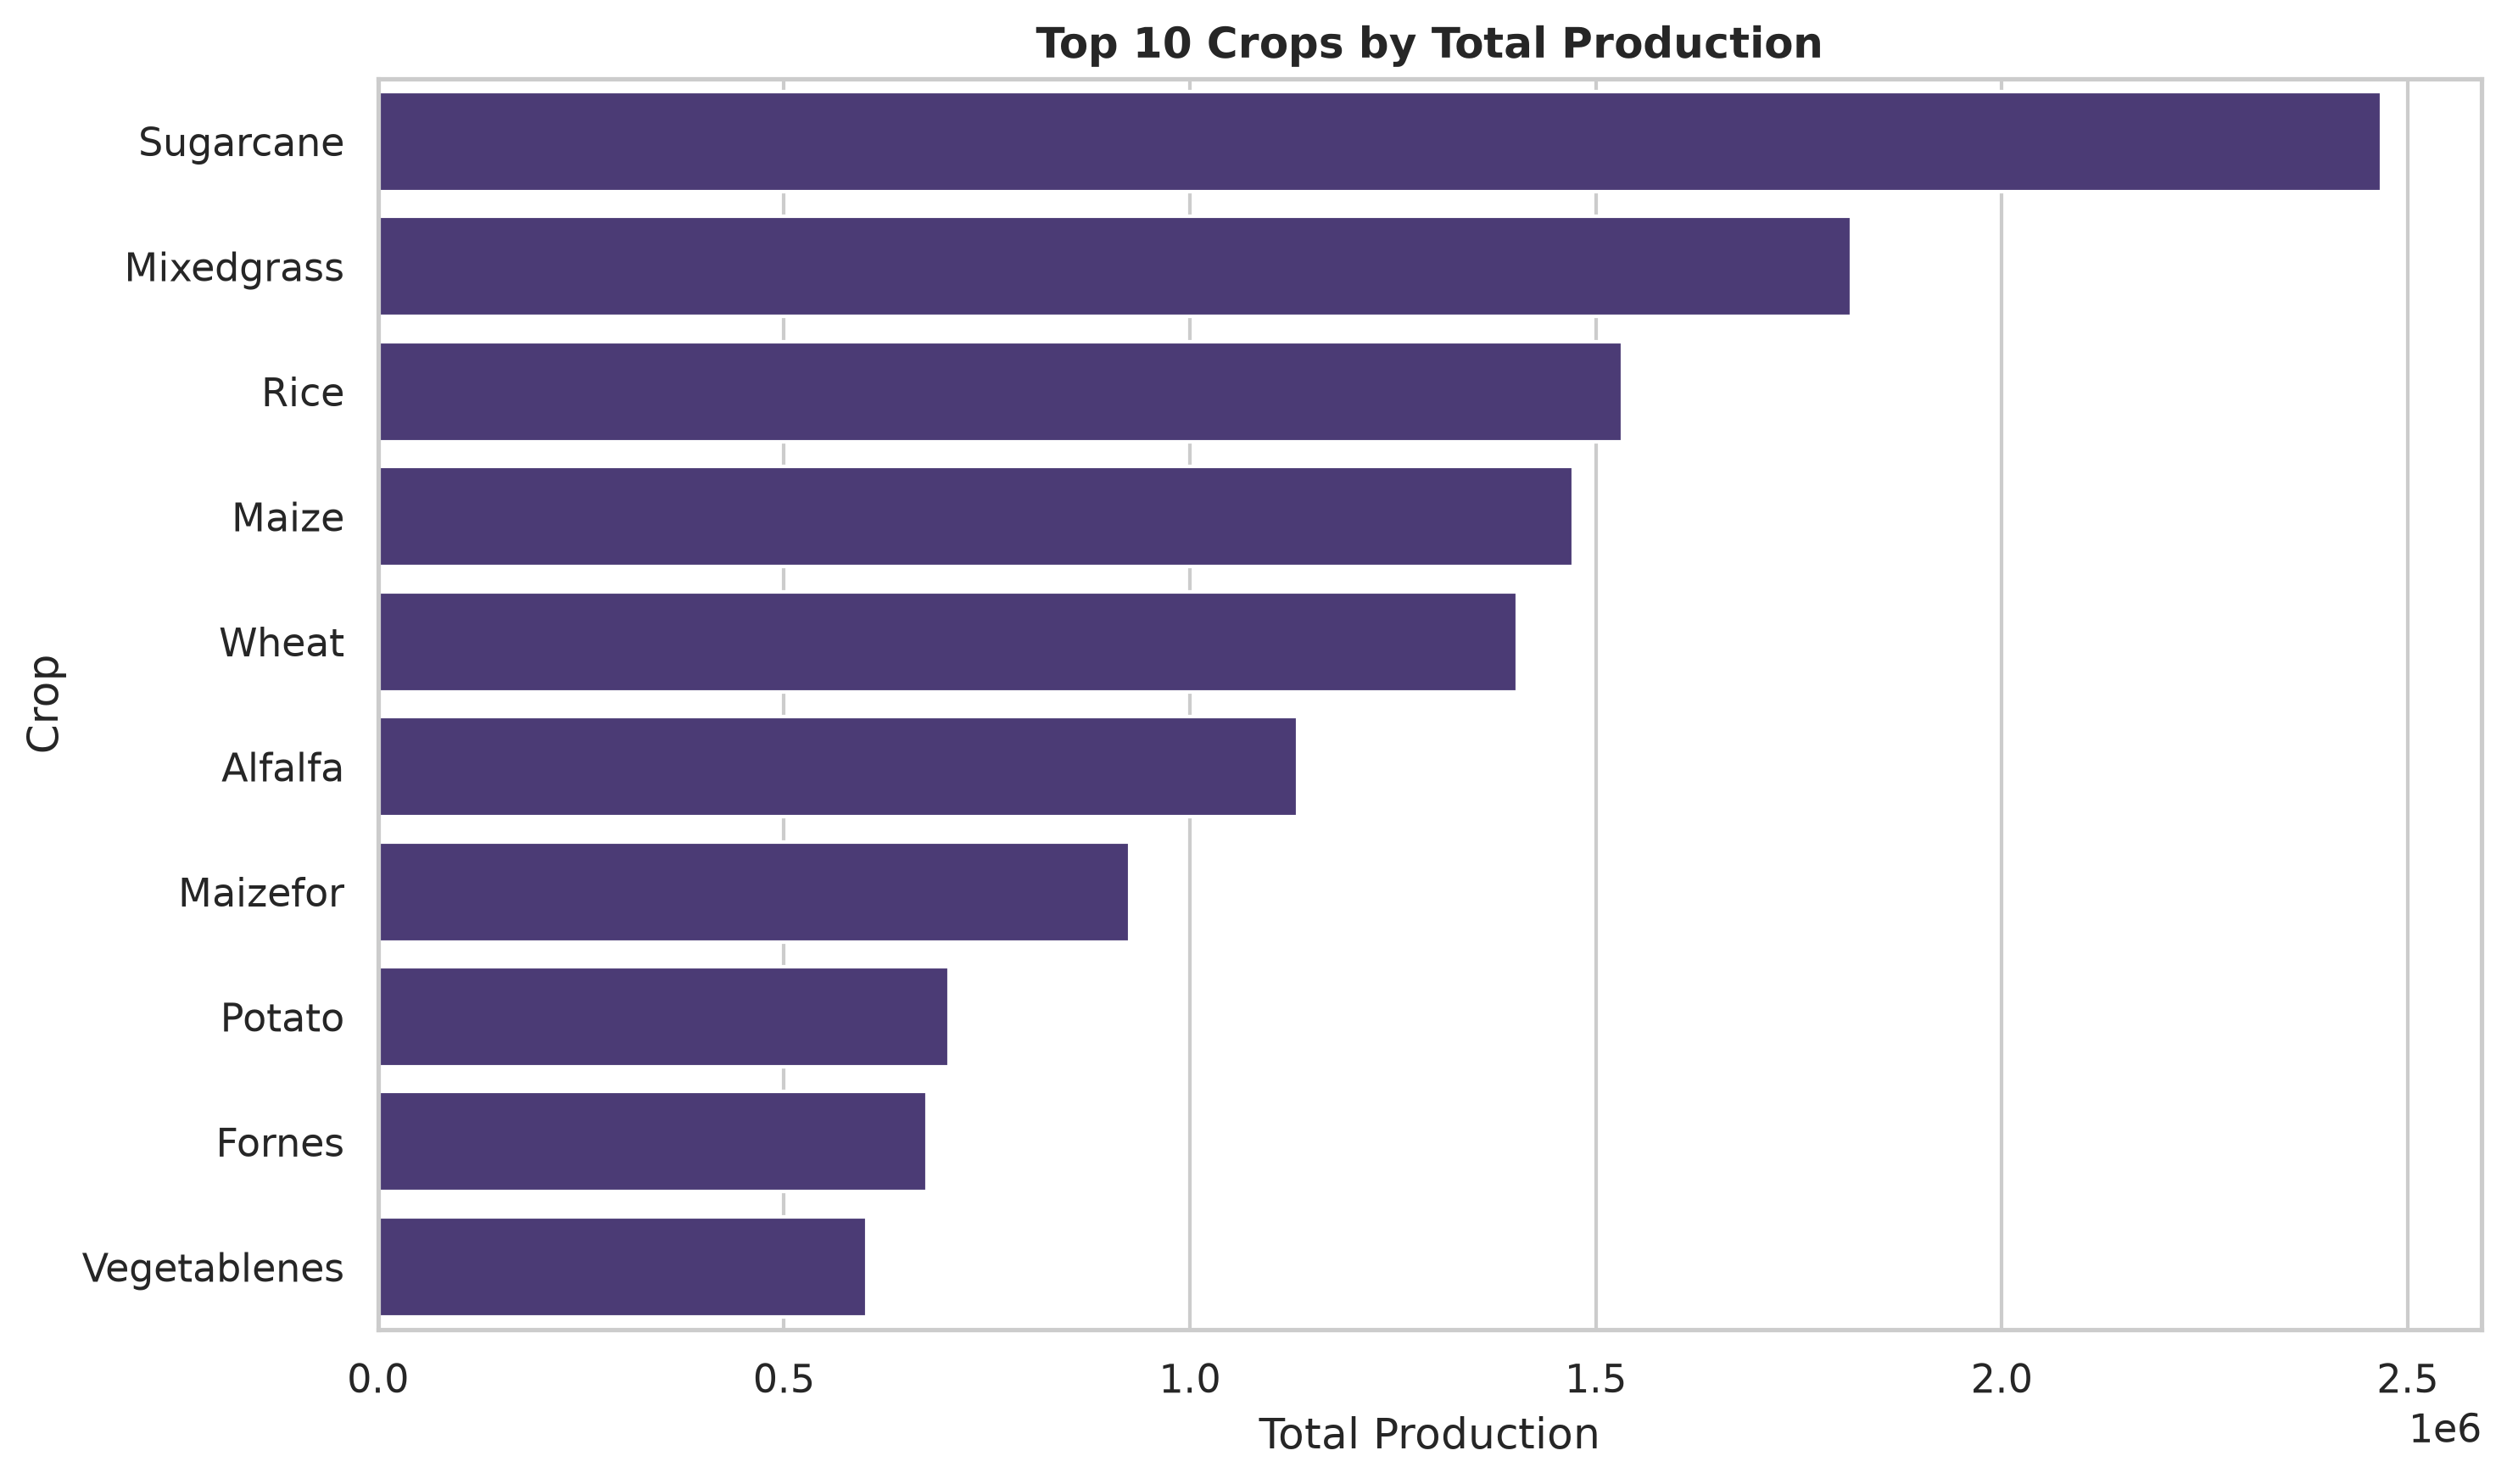 Top 10 Crops by Total Production
Sugarcane
Mixedgrass
Rice
Maize
Wheat
Alfalfa
Maizefor
Potato
Fornes
Vegetablenes
Crop
0.0 0.5 1.0 1.5 2.0 2.5
1e6
Total Production